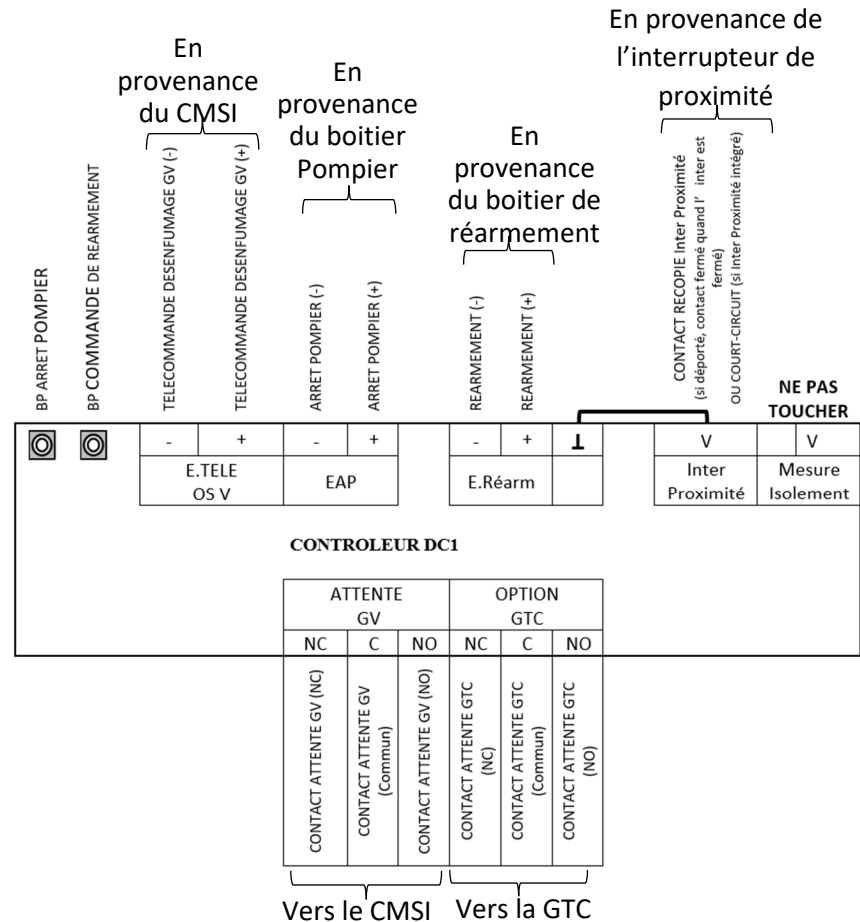 En
provenance
du CMSI
En
provenance
du boitier
Pompier
En
provenance
du boitier de
réarmement
En provenance de
l’interrupteur de
proximité
BP ARRET POMPIER
BP COMMANDE DE REARMEMENT
TELECOMMANDE DESENFUMAGE GV (-)
TELECOMMANDE DESENFUMAGE GV (+)
ARRET POMPIER (-)
ARRET POMPIER (+)
REARMEMENT (-)
REARMEMENT (+)
CONTACT RECOPIE Inter Proximité
(si déporté, contact fermé quand l’ inter est
fermé)
OU COURT-CIRCUIT (si Inter Proximité intégré)
NE PAS
TOUCHER
- + - + - + V V
E.TELE
OS V
EAP
E.Réarm
Inter
Proximité
Mesure
Isolement
CONTROLEUR DC1
ATTENTE
GV
OPTION
GTC
NC C NO NC C NO
CONTACT ATTENTE GV (NC)
CONTACT ATTENTE GV
(Commun)
CONTACT ATTENTE GV (NO)
CONTACT ATTENTE GTC
(NC)
CONTACT ATTENTE GTC
(Commun)
CONTACT ATTENTE GTC
(NO)
Vers le CMSI
Vers la GTC